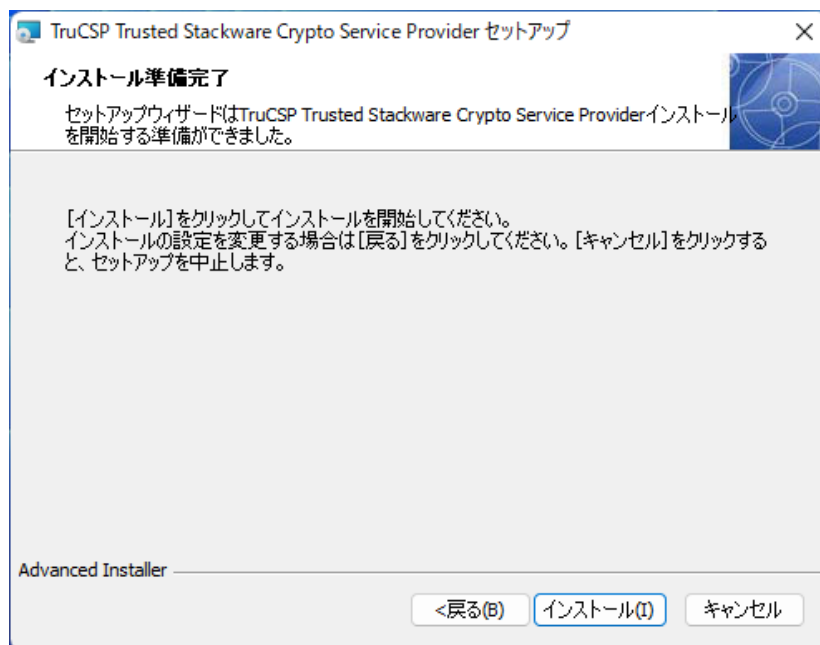 TruCSP Trusted Stackware Crypto Service Provider セットアップ
インストール準備完了
セットアップウィザードはTruCSP Trusted Stackware Crypto Service Providerインストール
を開始する準備ができました。
[インストール]をクリックしてインストールを開始してください。
インストールの設定を変更する場合は[戻る]をクリックしてください。[キャンセル]をクリックする
と、セットアップを中止します。
Advanced Installer
<戻る(B) インストール(I) キャンセル